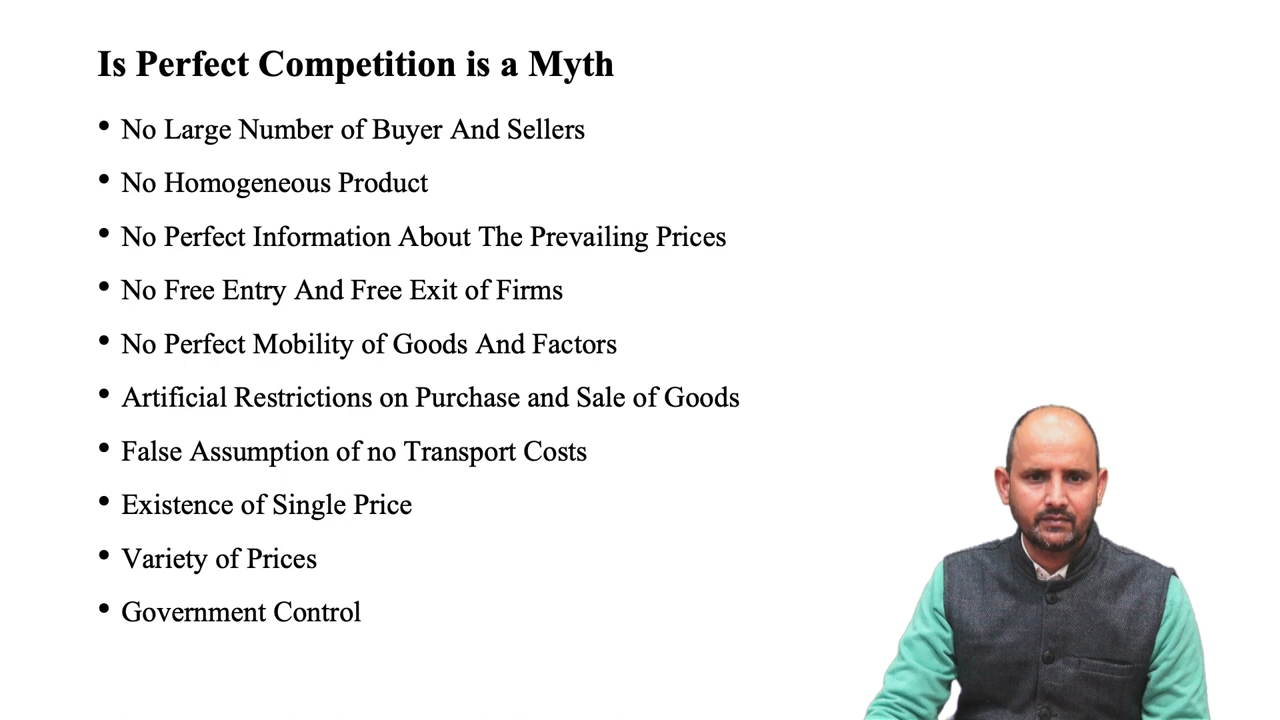 Is Perfect Competition is a Myth
• No Large Number of Buyer And Sellers
• No Homogeneous Product
• No Perfect Information About The Prevailing Prices
• No Free Entry And Free Exit of Firms
• No Perfect Mobility of Goods And Factors
• Artificial Restrictions on Purchase and Sale of Goods
• False Assumption of no Transport Costs
• Existence of Single Price
• Variety of Prices
• Government Control